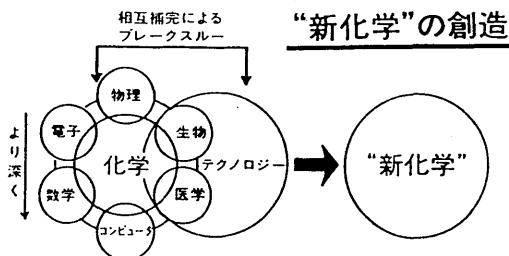 相互補完による
ブレークスルー
“新化学”の創造
物理
電子
生物
より深く
化学
テクノロジー
“新化学”
数学
医学
コンピュータ